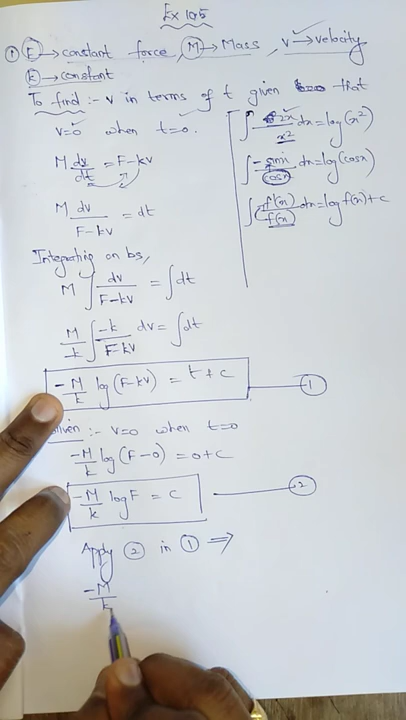 Ex 10.5
① F → constant force, M → Mass, v → velocity
k → constant
To find :- v in terms of t given that
v=0 when t=0.
M dv/dt = F-kv
M dv/F-kv = dt
Integrating on bs,
M ∫ dv/F-kv = ∫dt
M/-k ∫ -k/F-kv dv = ∫dt
-M/k log(F-kv) = t+c — ①
Given :- v=0 when t=0
-M/k log(F-0) = 0+c
-M/k log F = c — ②
Apply ② in ① ⇒
-M/k
∫ 2x/x² dx = log(x²)
∫ -sinx/cosx dx = log(cosx)
∫ f'(x)/f(x) dx = log f(x)+c